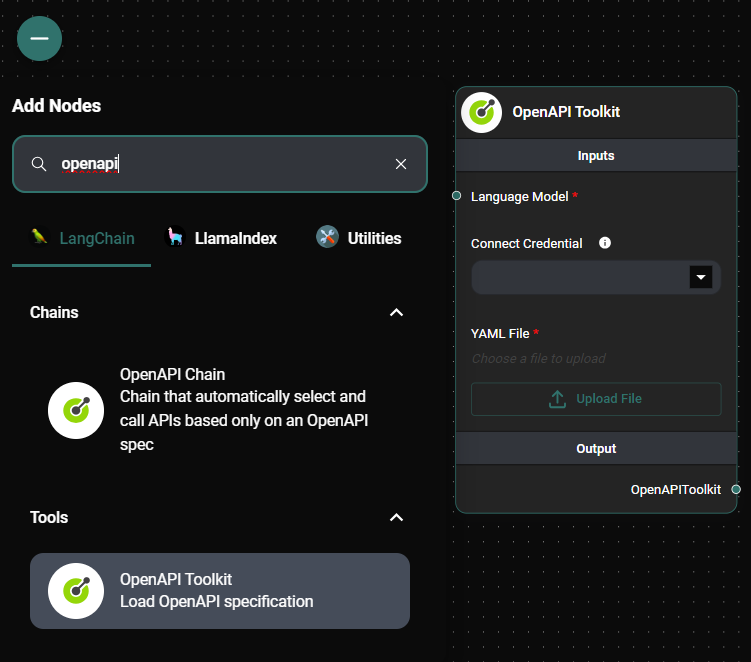 Add Nodes
openapi
LangChain
LlamaIndex
Utilities
Chains
OpenAPI Chain
Chain that automatically select and
call APIs based only on an OpenAPI
spec
Tools
OpenAPI Toolkit
Load OpenAPI specification
OpenAPI Toolkit
Inputs
Language Model *
Connect Credential
YAML File *
Choose a file to upload
Upload File
Output
OpenAPIToolkit